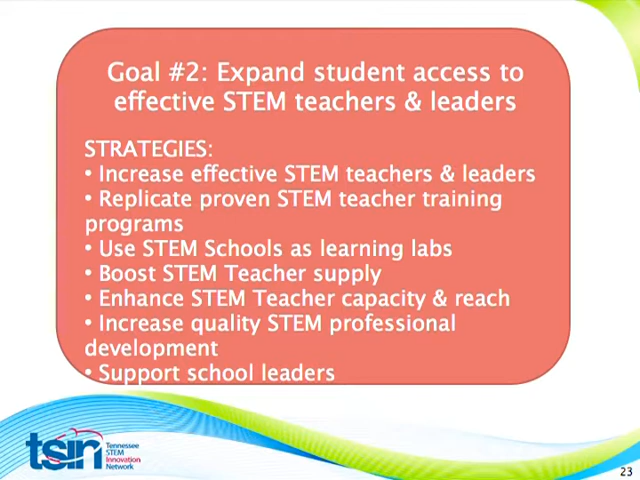 Goal #2: Expand student access to
effective STEM teachers & leaders
STRATEGIES:
• Increase effective STEM teachers & leaders
• Replicate proven STEM teacher training
programs
• Use STEM Schools as learning labs
• Boost STEM Teacher supply
• Enhance STEM Teacher capacity & reach
• Increase quality STEM professional
development
• Support school leaders
tsin
Tennessee
STEM
Innovation
Network
23